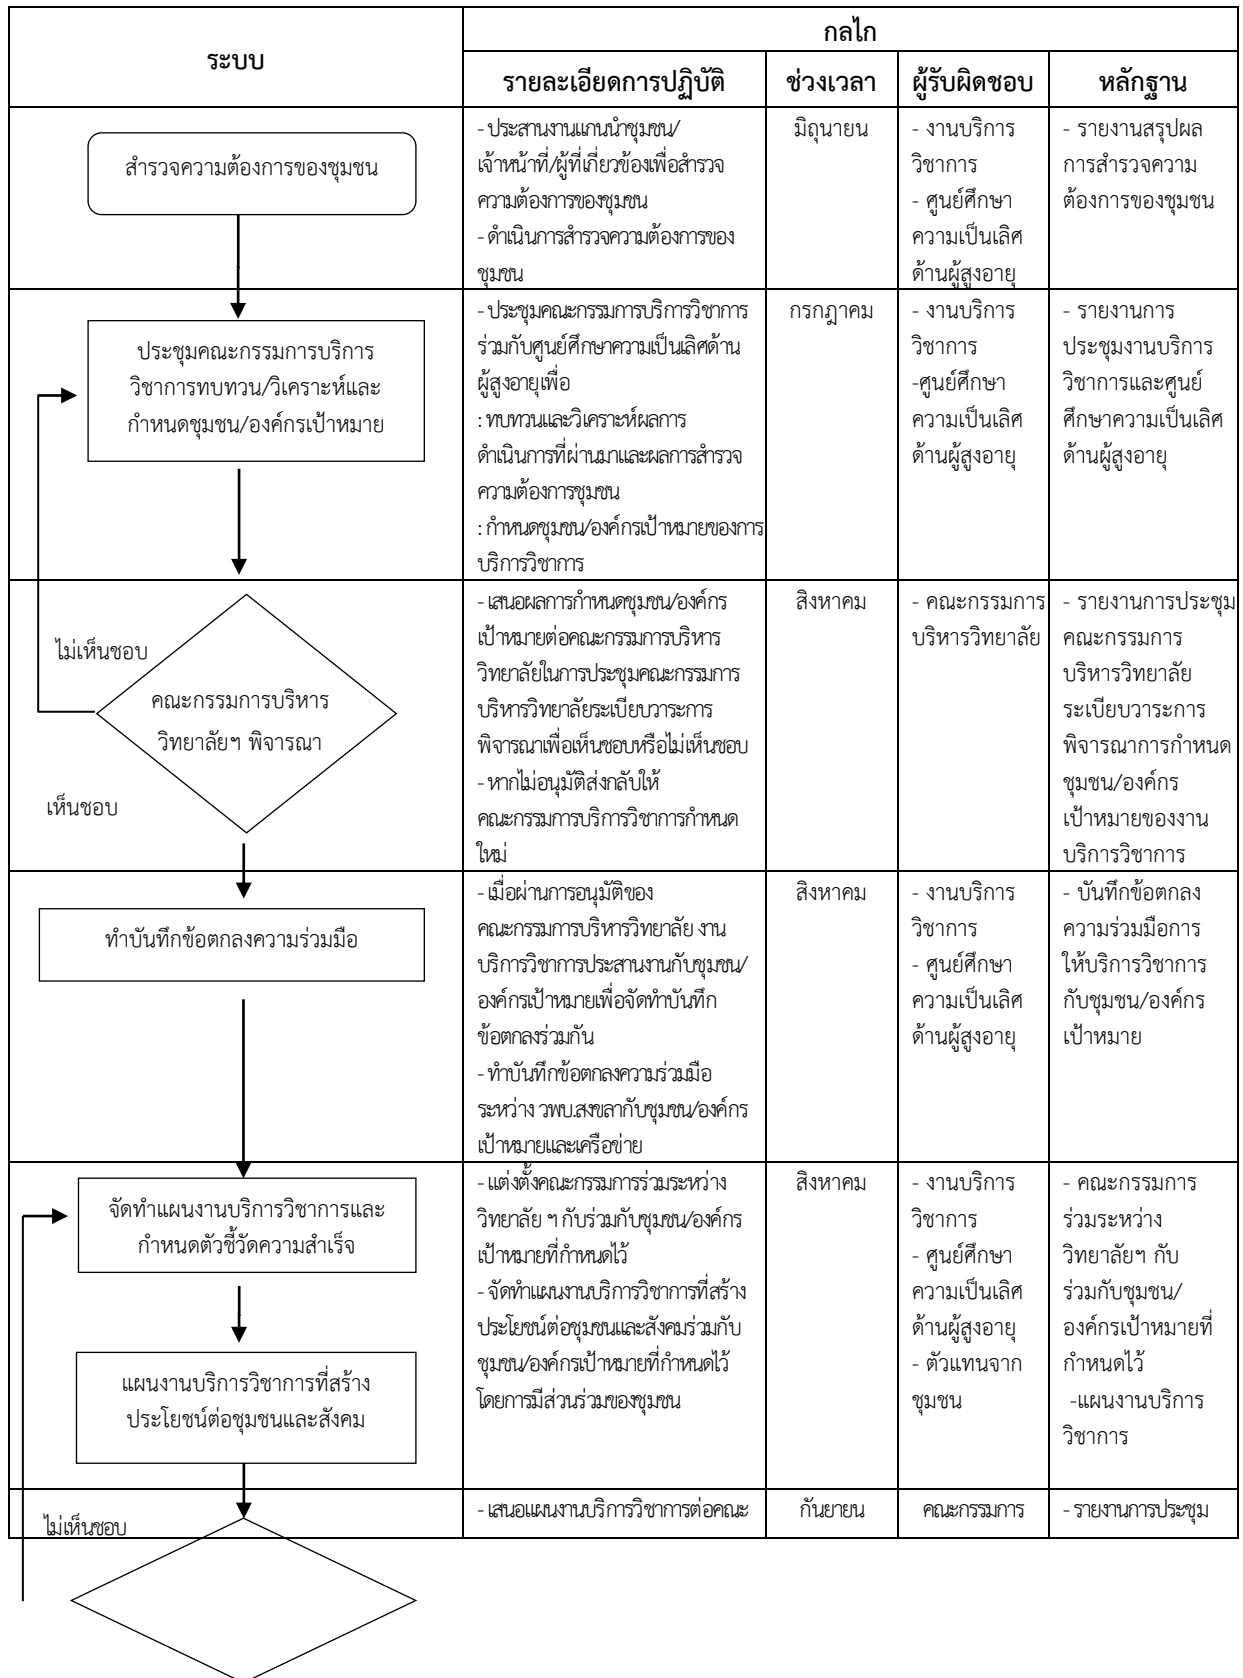 ระบบ
กลไก
รายละเอียดการปฏิบัติ
ช่วงเวลา
ผู้รับผิดชอบ
หลักฐาน
สำรวจความต้องการของชุมชน
- ประสานงานแกนนำชุมชน/
เจ้าหน้าที่/ผู้ที่เกี่ยวข้องเพื่อสำรวจ
ความต้องการของชุมชน
- ดำเนินการสำรวจความต้องการของ
ชุมชน
มิถุนายน
- งานบริการ
วิชาการ
- ศูนย์ศึกษา
ความเป็นเลิศ
ด้านผู้สูงอายุ
- รายงานสรุปผล
การสำรวจความ
ต้องการของชุมชน
ประชุมคณะกรรมการบริการ
วิชาการทบทวน/วิเคราะห์และ
กำหนดชุมชน/องค์กรเป้าหมาย
- ประชุมคณะกรรมการบริการวิชาการ
ร่วมกับศูนย์ศึกษาความเป็นเลิศด้าน
ผู้สูงอายุเพื่อ
: ทบทวนและวิเคราะห์ผลการ
ดำเนินการที่ผ่านมาและผลการสำรวจ
ความต้องการชุมชน
: กำหนดชุมชน/องค์กรเป้าหมายของการ
บริการวิชาการ
กรกฎาคม
- งานบริการ
วิชาการ
-ศูนย์ศึกษา
ความเป็นเลิศ
ด้านผู้สูงอายุ
- รายงานการ
ประชุมงานบริการ
วิชาการและศูนย์
ศึกษาความเป็นเลิศ
ด้านผู้สูงอายุ
ไม่เห็นชอบ
คณะกรรมการบริหาร
วิทยาลัยฯ พิจารณา
เห็นชอบ
- เสนอผลการกำหนดชุมชน/องค์กร
เป้าหมายต่อคณะกรรมการบริหาร
วิทยาลัยในการประชุมคณะกรรมการ
บริหารวิทยาลัยระเบียบวาระการ
พิจารณาเพื่อเห็นชอบหรือไม่เห็นชอบ
- หากไม่อนุมัติส่งกลับให้
คณะกรรมการบริการวิชาการกำหนด
ใหม่
สิงหาคม
- คณะกรรมการ
บริหารวิทยาลัย
- รายงานการประชุม
คณะกรรมการ
บริหารวิทยาลัย
ระเบียบวาระการ
พิจารณาการกำหนด
ชุมชน/องค์กร
เป้าหมายของงาน
บริการวิชาการ
ทำบันทึกข้อตกลงความร่วมมือ
- เมื่อผ่านการอนุมัติของ
คณะกรรมการบริหารวิทยาลัย งาน
บริการวิชาการประสานงานกับชุมชน/
องค์กรเป้าหมายเพื่อจัดทำบันทึก
ข้อตกลงร่วมกัน
- ทำบันทึกข้อตกลงความร่วมมือ
ระหว่าง วพบ.สงขลากับชุมชน/องค์กร
เป้าหมายและเครือข่าย
สิงหาคม
- งานบริการ
วิชาการ
- ศูนย์ศึกษา
ความเป็นเลิศ
ด้านผู้สูงอายุ
- บันทึกข้อตกลง
ความร่วมมือการ
ให้บริการวิชาการ
กับชุมชน/องค์กร
เป้าหมาย
จัดทำแผนงานบริการวิชาการและ
กำหนดตัวชี้วัดความสำเร็จ
แผนงานบริการวิชาการที่สร้าง
ประโยชน์ต่อชุมชนและสังคม
- แต่งตั้งคณะกรรมการร่วมระหว่าง
วิทยาลัย ฯ กับร่วมกับชุมชน/องค์กร
เป้าหมายที่กำหนดไว้
- จัดทำแผนงานบริการวิชาการที่สร้าง
ประโยชน์ต่อชุมชนและสังคมร่วมกับ
ชุมชน/องค์กรเป้าหมายที่กำหนดไว้
โดยการมีส่วนร่วมของชุมชน
สิงหาคม
- งานบริการ
วิชาการ
- ศูนย์ศึกษา
ความเป็นเลิศ
ด้านผู้สูงอายุ
- ตัวแทนจาก
ชุมชน
- คณะกรรมการ
ร่วมระหว่าง
วิทยาลัยฯ กับ
ร่วมกับชุมชน/
องค์กรเป้าหมายที่
กำหนดไว้
-แผนงานบริการ
วิชาการ
ไม่เห็นชอบ
- เสนอแผนงานบริการวิชาการต่อคณะ
กันยายน
คณะกรรมการ
- รายงานการประชุม